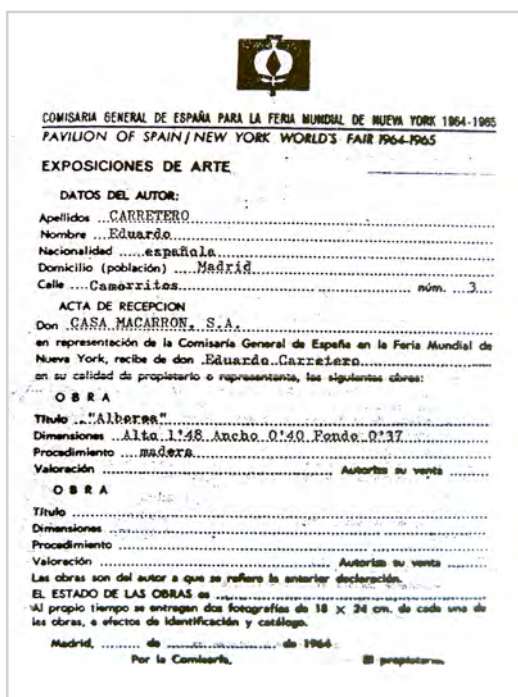 COMISARIA GENERAL DE ESPAÑA PARA LA FERIA MUNDIAL DE NUEVA YORK 1964-1965
PAVILION OF SPAIN/NEW YORK WORLD'S FAIR 1964-1965
EXPOSICIONES DE ARTE
DATOS DEL AUTOR:
Apellidos ...CARRETERO
Nombre ...Eduardo
Nacionalidad ......española
Domicilio (población) ....Madrid
Calle ....Camorritos núm. ...3....
ACTA DE RECEPCION
Don ..CASA MACARRON, S.A.
en representación de la Comisaría General de España en la Feria Mundial de
Nueva York, recibe de don .Eduardo.Carretero
en su calidad de propietario o representante, las siguientes obras:
OBRA
Título ..."Alborea"
Dimensiones ...Alto 1'48 Ancho 0'40 Fondo 0'37
Procedimiento ....madera
Valoración ........ Autoriza su venta ........
OBRA
Título ........
Dimensiones ........
Procedimiento ........
Valoración ........ Autoriza su venta ........
Las obras son del autor a que se refiere la anterior declaración.
EL ESTADO DE LAS OBRAS es ........
Al propio tiempo se entregan dos fotografías de 18 × 24 cm. de cada una de
las obras, a efectos de identificación y catálogo.
Madrid, ........ de ........ de 1964
Por la Comisaría, El propietario,